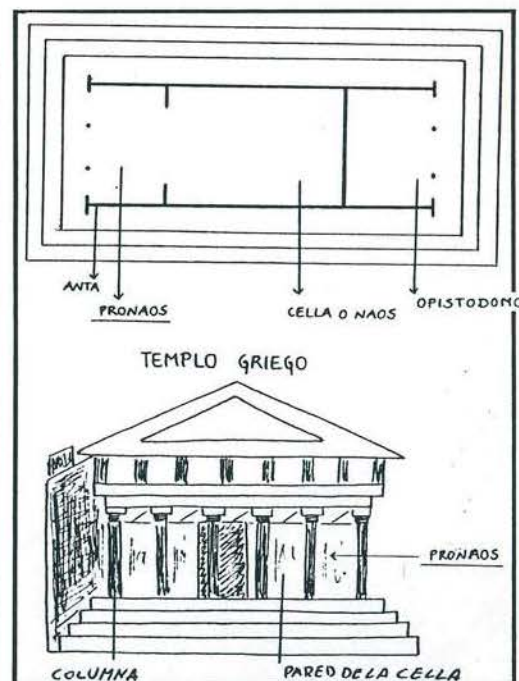 ANTA
PRONAOS
CELLA O NAOS
OPISTODOMO
TEMPLO GRIEGO
PRONAOS
COLUMNA
PARED DE LA CELLA